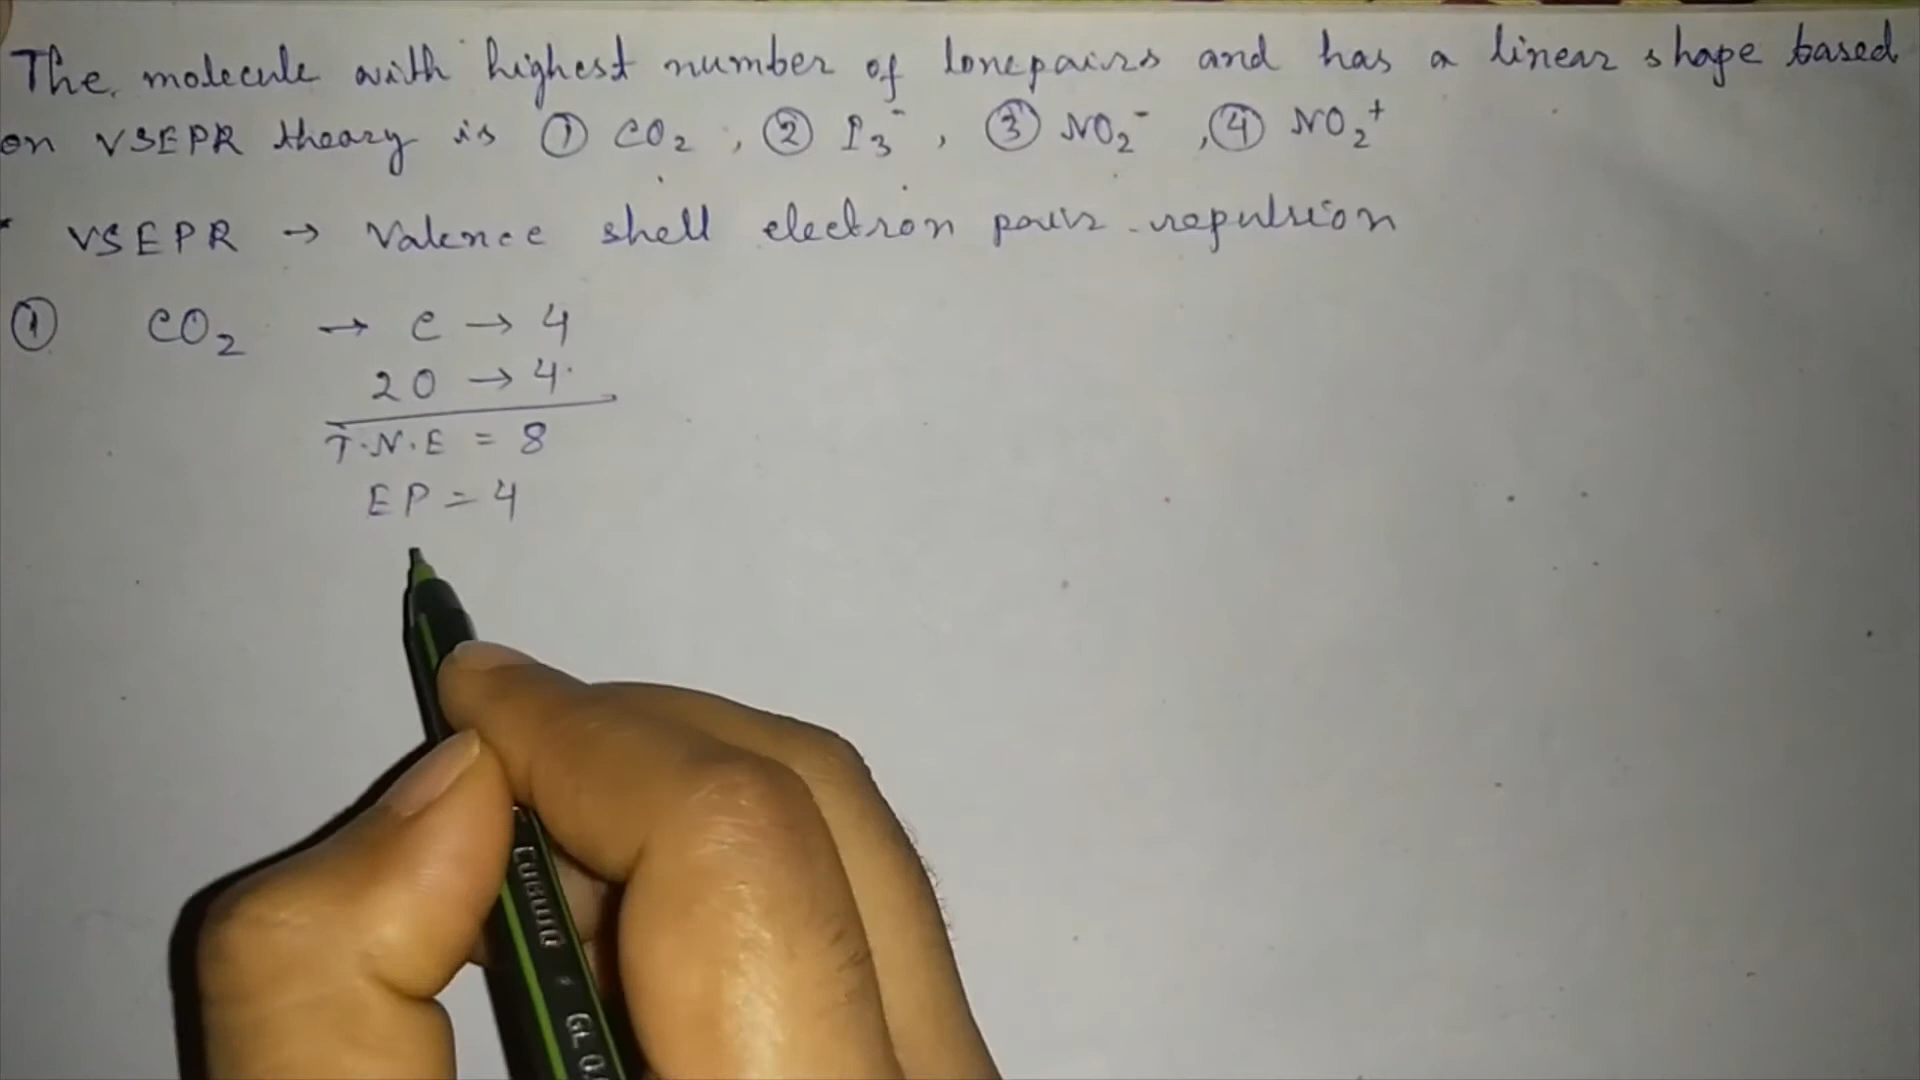 The molecule with highest number of lonepairs and has a linear shape based
on VSEPR theory is ① CO₂ , ② I₃⁻ , ③ NO₂⁻ , ④ NO₂⁺
* VSEPR → Valence shell electron pair repulsion
① CO₂ → C → 4
2O → 4
T.N.E = 8
EP = 4